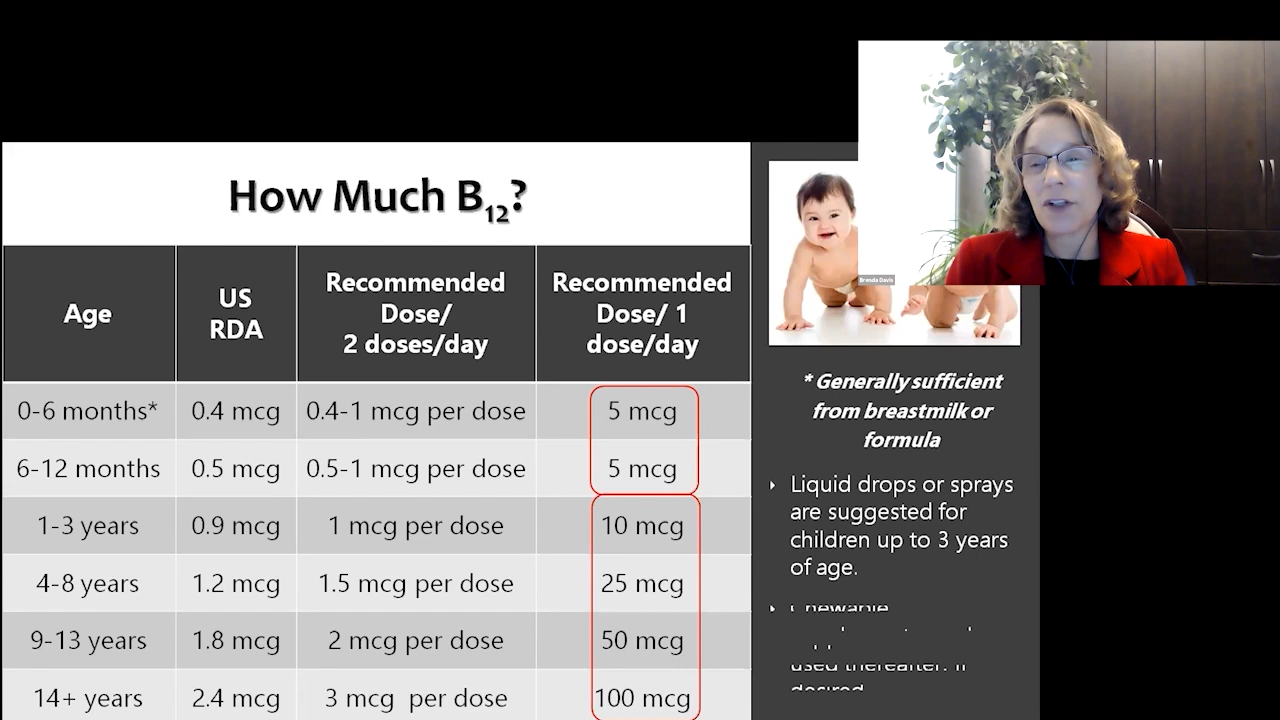 How Much B12?
Age
US
RDA
Recommended
Dose/
2 doses/day
Recommended
Dose/ 1
dose/day
0-6 months*
0.4 mcg
0.4-1 mcg per dose
5 mcg
6-12 months
0.5 mcg
0.5-1 mcg per dose
5 mcg
1-3 years
0.9 mcg
1 mcg per dose
10 mcg
4-8 years
1.2 mcg
1.5 mcg per dose
25 mcg
9-13 years
1.8 mcg
2 mcg per dose
50 mcg
14+ years
2.4 mcg
3 mcg per dose
100 mcg
Brenda Davis
* Generally sufficient
from breastmilk or
formula
Liquid drops or sprays
are suggested for
children up to 3 years
of age.
Chewable
used thereafter. if
desired